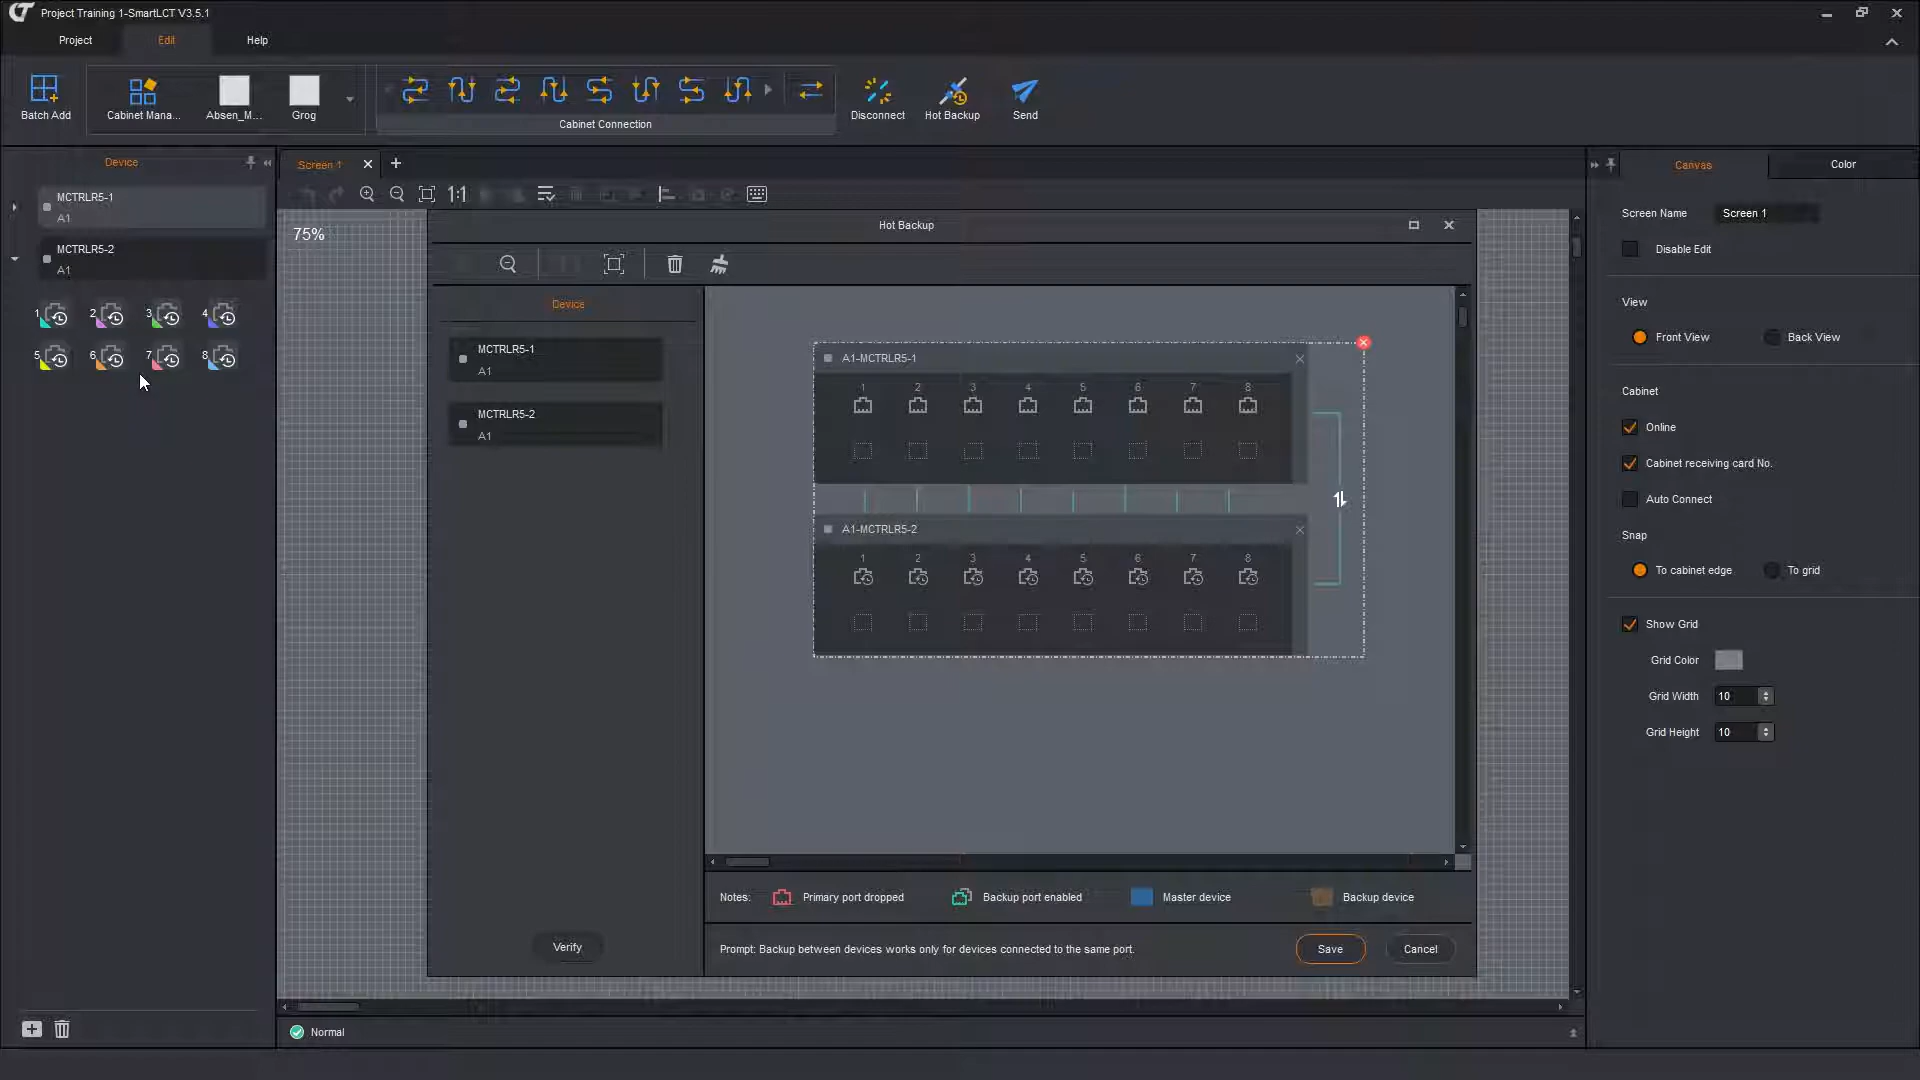 Project Training 1-SmartLCT V3.5.1
Project
Edit
Help
Batch Add
Cabinet Mana...
Absen_M...
Grog
Cabinet Connection
Disconnect
Hot Backup
Send
Device
Screen 1
Canvas
Color
MCTRLR5-1
A1
MCTRLR5-2
A1
1
2
3
4
5
6
7
8
1:1
75%
Hot Backup
Device
MCTRLR5-1
A1
MCTRLR5-2
A1
Verify
A1-MCTRLR5-1
1 2 3 4 5 6 7 8
A1-MCTRLR5-2
1 2 3 4 5 6 7 8
Notes: Primary port dropped Backup port enabled Master device Backup device
Prompt: Backup between devices works only for devices connected to the same port.
Save
Cancel
Screen Name Screen 1
Disable Edit
View
Front View Back View
Cabinet
Online
Cabinet receiving card No.
Auto Connect
Snap
To cabinet edge To grid
Show Grid
Grid Color
Grid Width 10
Grid Height 10
Normal